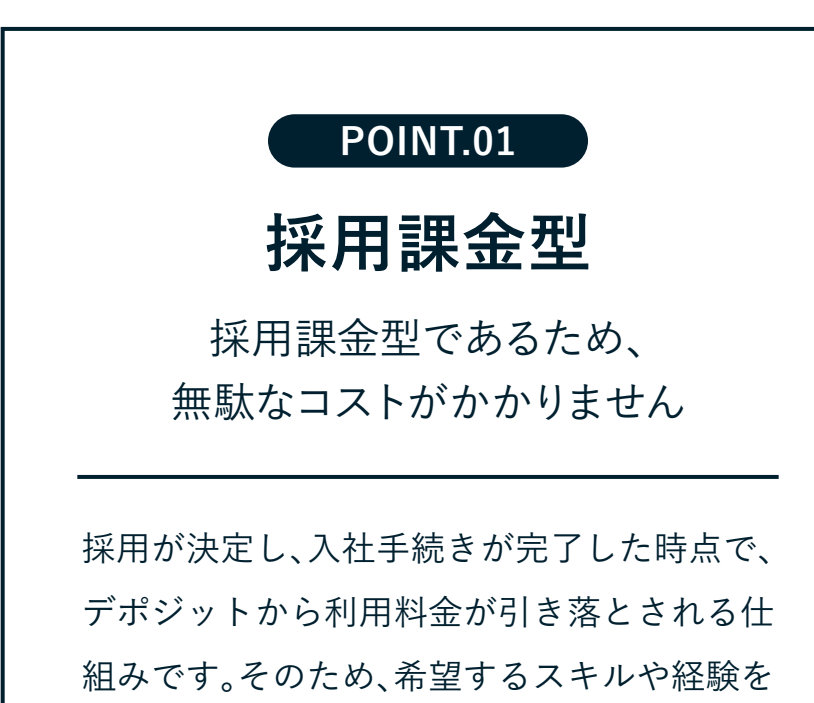 POINT.01
採用課金型
採用課金型であるため、
無駄なコストがかかりません
採用が決定し、入社手続きが完了した時点で、
デポジットから利用料金が引き落とされる仕
組みです。そのため、希望するスキルや経験を